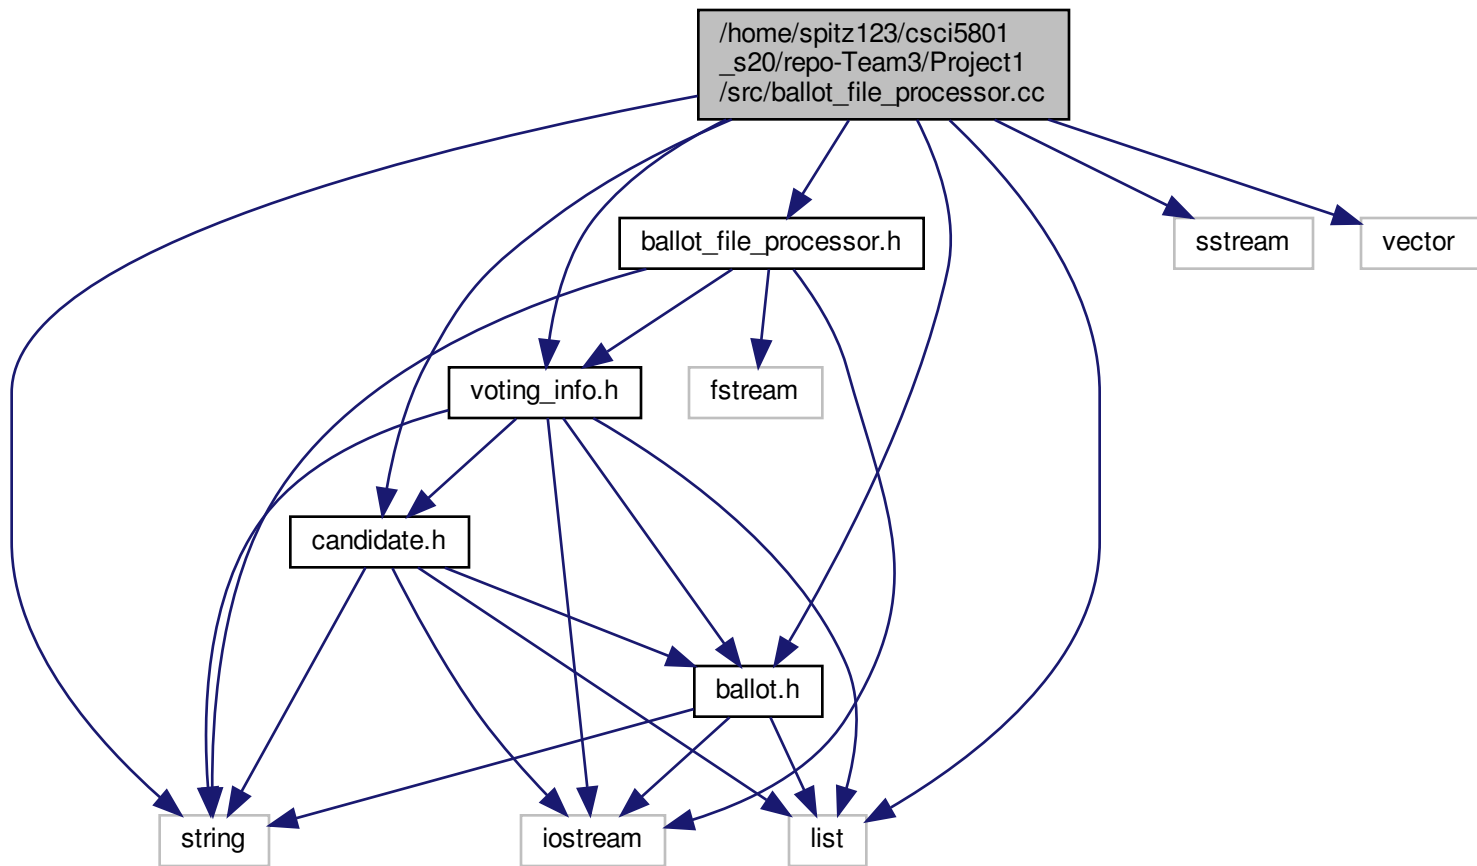 /home/spitz123/csci5801
_s20/repo-Team3/Project1
/src/ballot_file_processor.cc
ballot_file_processor.h
sstream
vector
voting_info.h
fstream
candidate.h
ballot.h
string
iostream
list